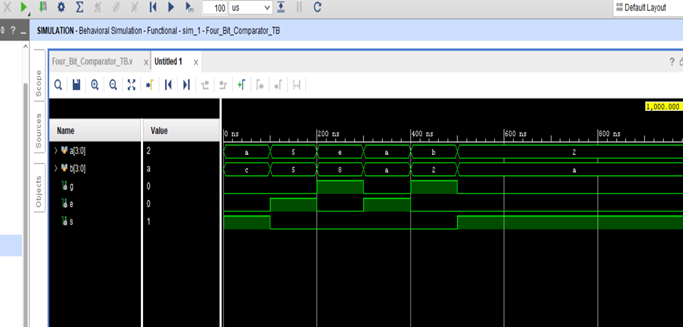 100 us
Default Layout
SIMULATION - Behavioral Simulation - Functional - sim_1 - Four_Bit_Comparator_TB
? _
Four_Bit_Comparator_TB.v x Untitled 1 x
?
Scope
Sources
Objects
1,000.000
Name Value
0 ns 200 ns 400 ns 600 ns 800 ns
a[3:0] 2 a 5 e a b 2
b[3:0] a c 5 8 a 2 a
g 0
e 0
s 1